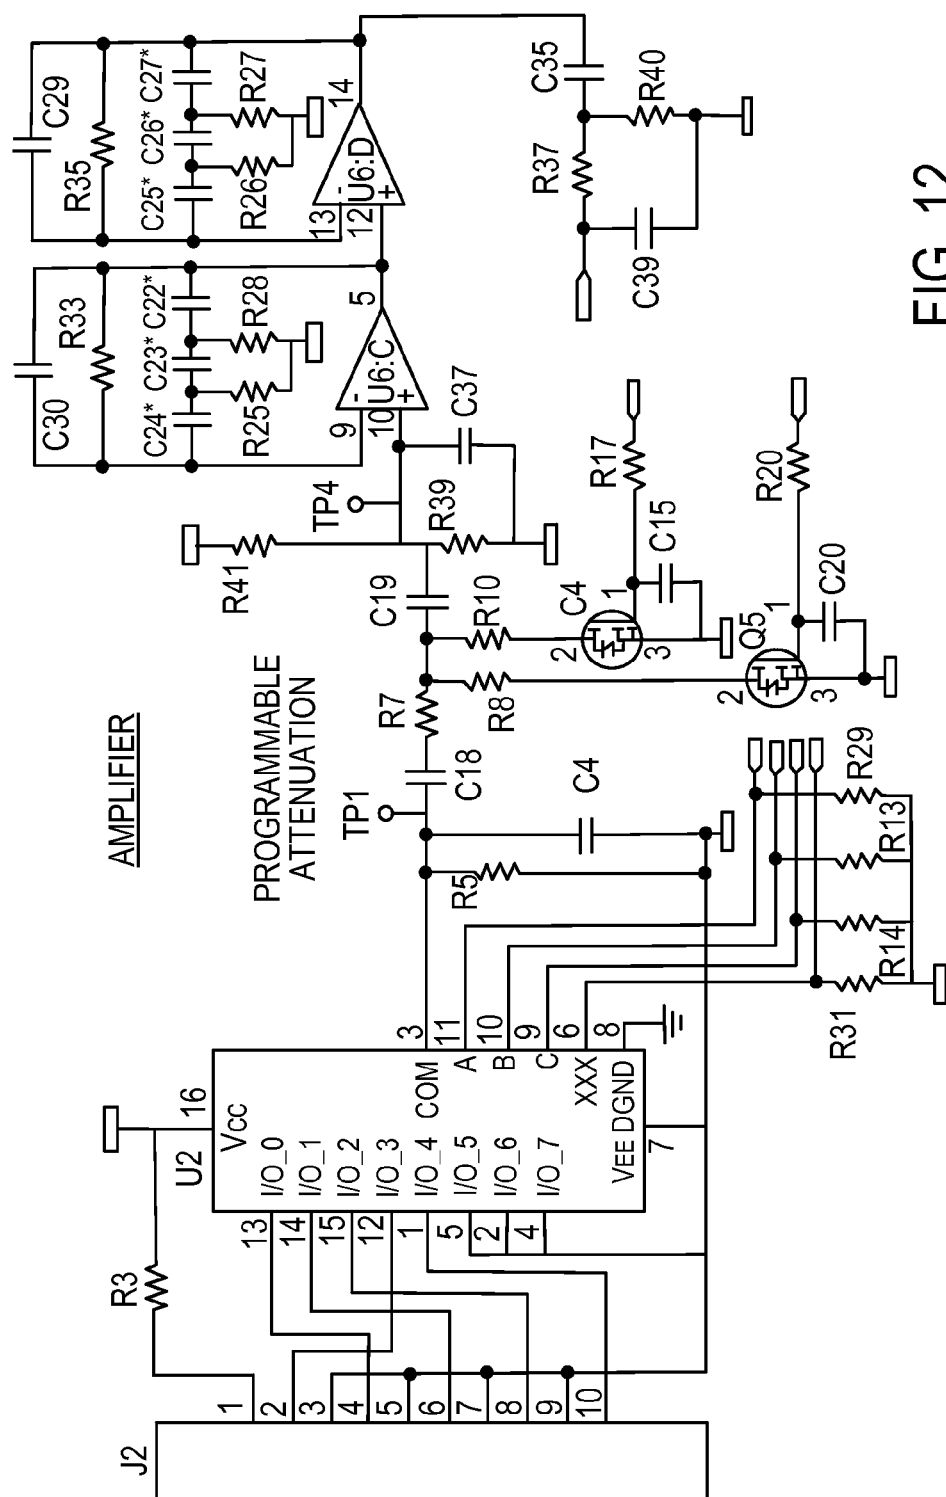 AMPLIFIER
PROGRAMMABLE
ATTENUATION
J2
1
2
3
4
5
6
7
8
9
10
R3
U2
16
VCC
13
14
15
12
1
5
2
4
I/O_0
I/O_1
I/O_2
I/O_3
I/O_4
I/O_5
I/O_6
I/O_7
COM
A
B
C
XXX
VEE DGND
3
11
10
9
6
8
7
R31
R14
R13
R29
R5
C4
TP1
C18
R7
R8
R10
C19
R41
TP4
R39
C37
2
C4
1
3
C15
R17
2
Q5
1
3
C20
R20
9
10
-
+
U6:C
5
C30
R33
C24* C23* C22*
R25
R28
13
12
-
+
U6:D
14
C29
R35
C25* C26* C27*
R26
R27
C35
R37
R40
C39
FIG. 12